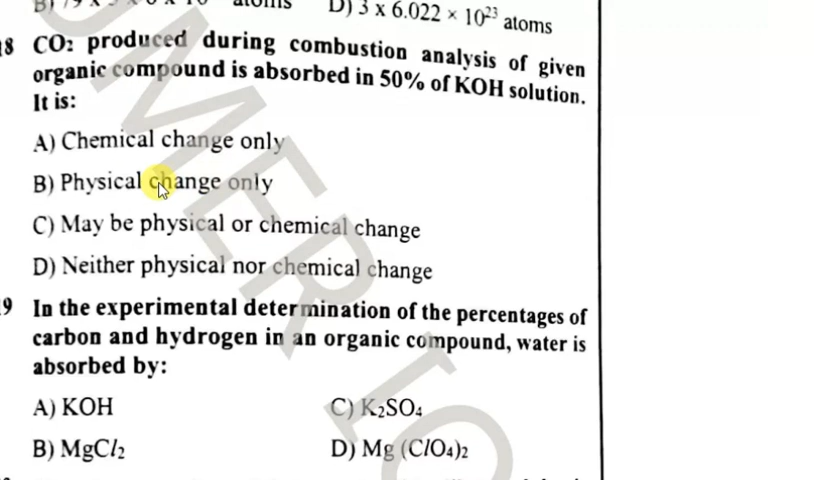 D) 3 x 6.022 × 10²³ atoms
8 CO₂ produced during combustion analysis of given
organic compound is absorbed in 50% of KOH solution.
It is:
A) Chemical change only
B) Physical change only
C) May be physical or chemical change
D) Neither physical nor chemical change
9 In the experimental determination of the percentages of
carbon and hydrogen in an organic compound, water is
absorbed by:
A) KOH C) K₂SO₄
B) MgCl₂ D) Mg (ClO₄)₂